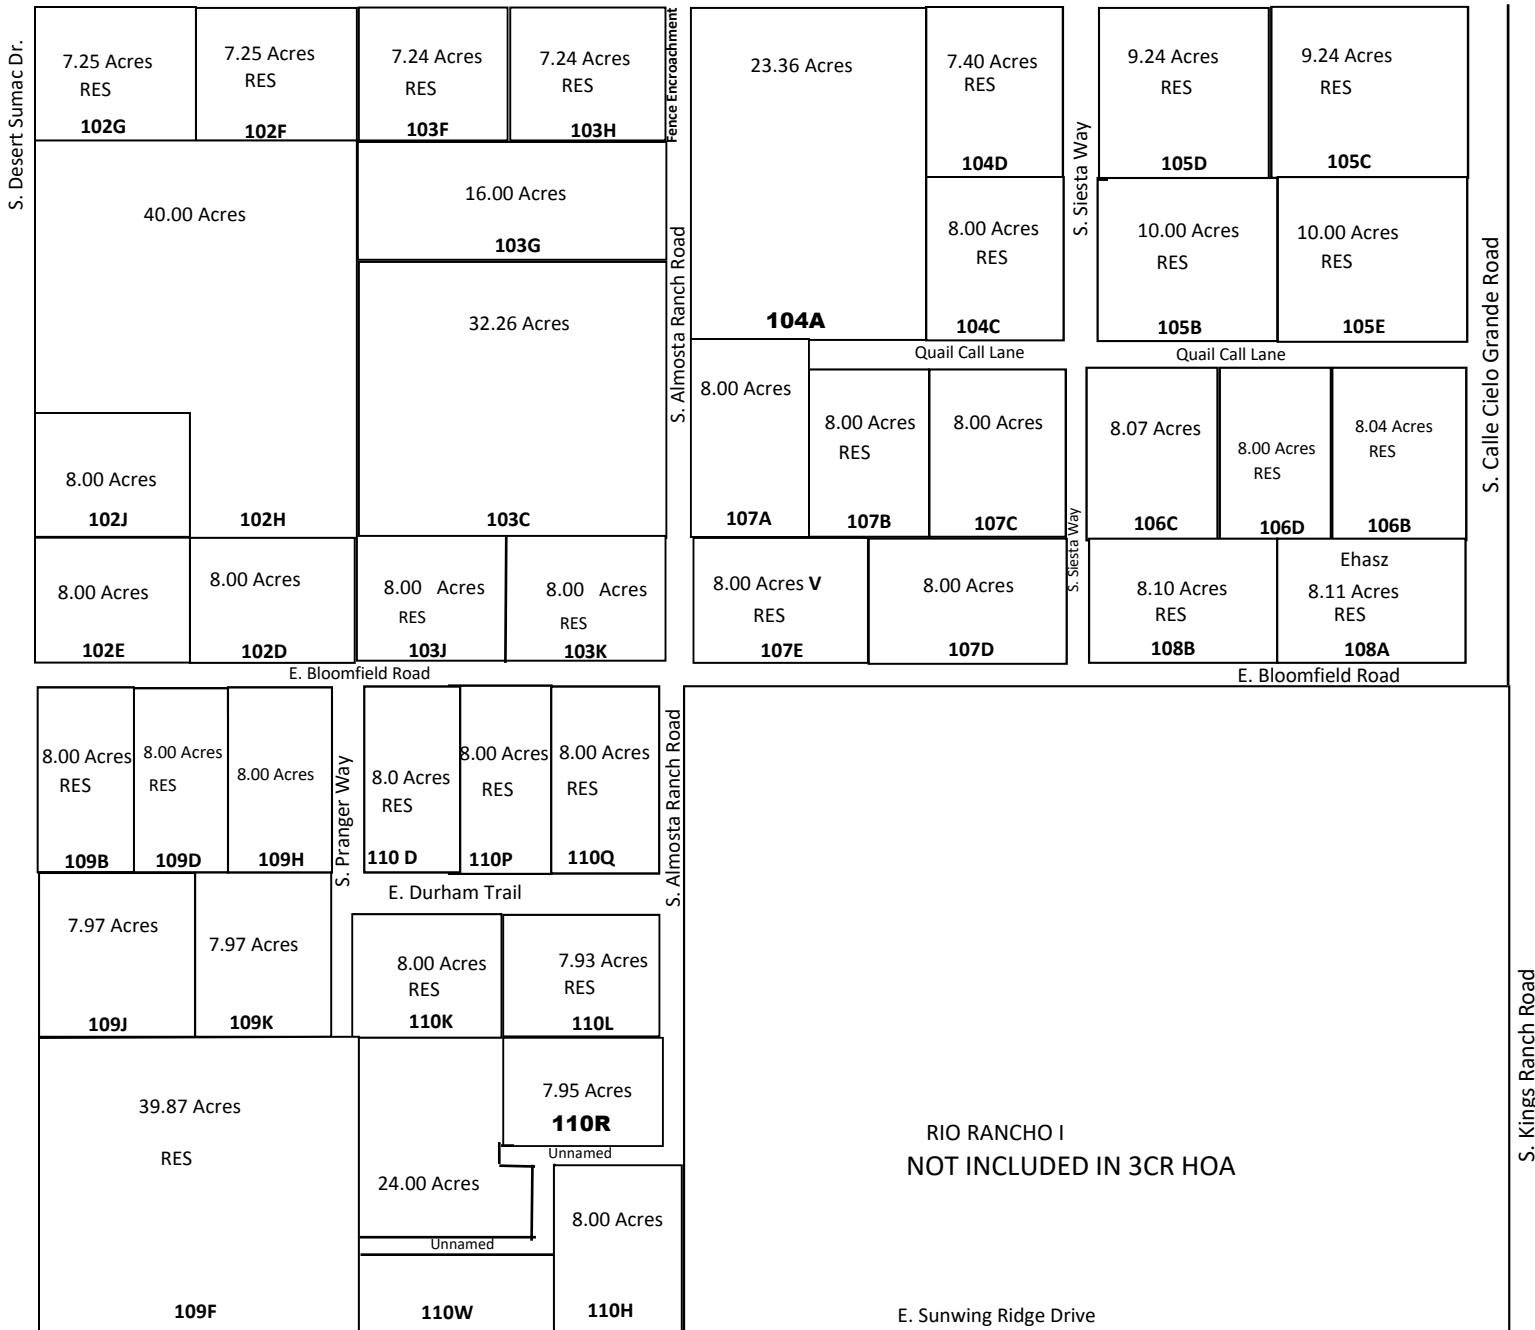 S. Desert Sumac Dr.
7.25 Acres
RES
102G
7.25 Acres
RES
102F
7.24 Acres
RES
103F
7.24 Acres
RES
103H
Fence Encroachment
23.36 Acres
104A
7.40 Acres
RES
104D
S. Siesta Way
9.24 Acres
RES
105D
9.24 Acres
RES
105C
40.00 Acres
102H
16.00 Acres
103G
S. Almosta Ranch Road
8.00 Acres
RES
104C
10.00 Acres
RES
105B
10.00 Acres
RES
105E
S. Calle Cielo Grande Road
32.26 Acres
103C
Quail Call Lane
Quail Call Lane
8.00 Acres
102J
8.00 Acres
107A
8.00 Acres
RES
107B
8.00 Acres
107C
8.07 Acres
106C
8.00 Acres
RES
106D
8.04 Acres
RES
106B
S. Siesta Way
8.00 Acres
102E
8.00 Acres
102D
8.00 Acres
RES
103J
8.00 Acres
RES
103K
8.00 Acres V
RES
107E
8.00 Acres
107D
8.10 Acres
RES
108B
Ehasz
8.11 Acres
RES
108A
E. Bloomfield Road
E. Bloomfield Road
8.00 Acres
RES
109B
8.00 Acres
RES
109D
8.00 Acres
109H
S. Pranger Way
8.0 Acres
RES
110 D
8.00 Acres
RES
110P
8.00 Acres
RES
110Q
S. Almosta Ranch Road
E. Durham Trail
7.97 Acres
109J
7.97 Acres
109K
8.00 Acres
RES
110K
7.93 Acres
RES
110L
39.87 Acres
RES
109F
7.95 Acres
110R
Unnamed
24.00 Acres
Unnamed
110W
8.00 Acres
110H
RIO RANCHO I
NOT INCLUDED IN 3CR HOA
E. Sunwing Ridge Drive
S. Kings Ranch Road